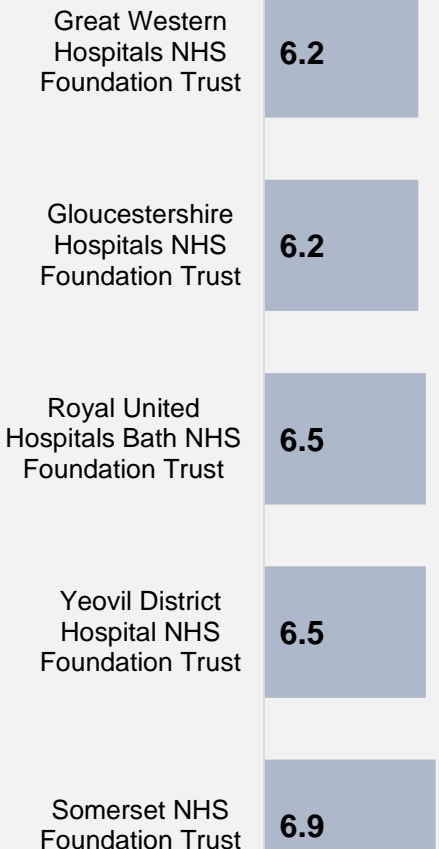 Great Western
Hospitals NHS
Foundation Trust
6.2
Gloucestershire
Hospitals NHS
Foundation Trust
6.2
Royal United
Hospitals Bath NHS
Foundation Trust
6.5
Yeovil District
Hospital NHS
Foundation Trust
6.5
Somerset NHS
Foundation Trust
6.9